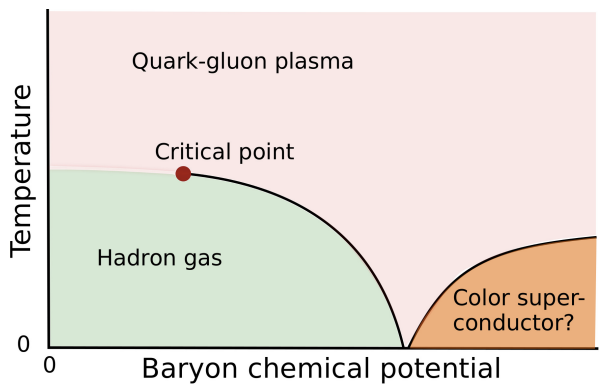 Quark-gluon plasma
Critical point
Temperature
Hadron gas
Color super-
conductor?
0
0
Baryon chemical potential